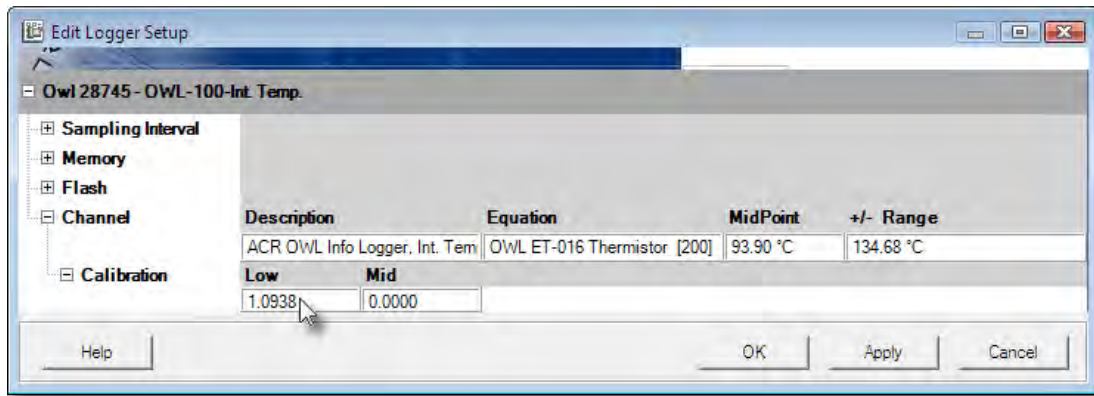 Edit Logger Setup
Owl 28745 - OWL-100-Int. Temp.
Sampling Interval
Memory
Flash
Channel Description Equation MidPoint +/- Range
ACR OWL Info Logger, Int. Tem OWL ET-016 Thermistor [200] 93.90 °C 134.68 °C
Calibration Low Mid
1.0938 0.0000
Help OK Apply Cancel